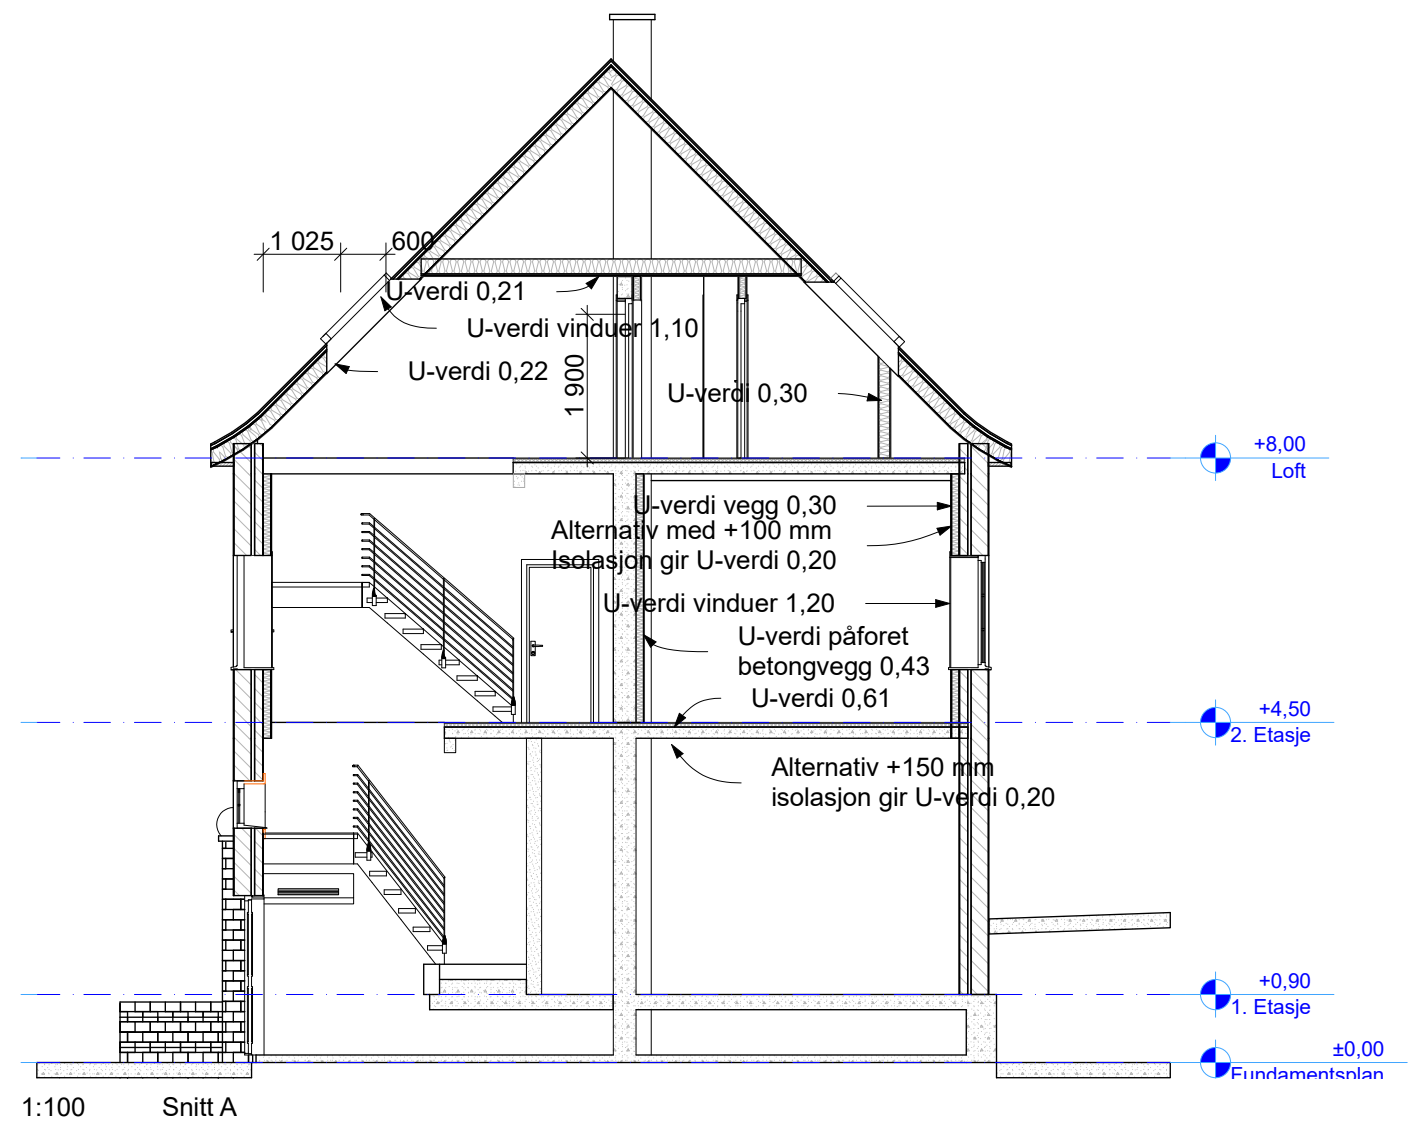 1 025
600
U-verdi 0,21
U-verdi vinduer 1,10
U-verdi 0,22
1 900
U-verdi 0,30
+8,00
Loft
U-verdi vegg 0,30
Alternativ med +100 mm
Isolasjon gir U-verdi 0,20
U-verdi vinduer 1,20
U-verdi påforet
betongvegg 0,43
U-verdi 0,61
+4,50
2. Etasje
Alternativ +150 mm
isolasjon gir U-verdi 0,20
+0,90
1. Etasje
±0,00
Fundamentsplan
1:100
Snitt A